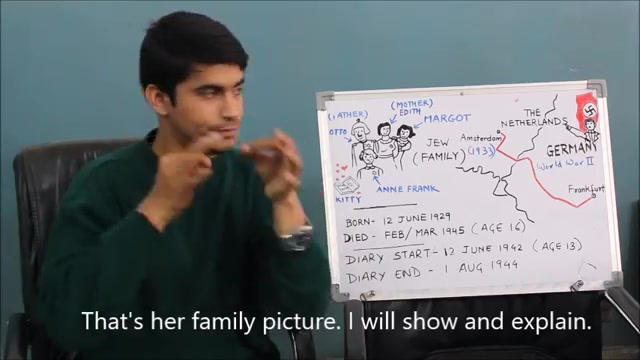 (FATHER)
OTTO
(MOTHER)
EDITH
MARGOT
ANNE FRANK
KITTY
JEW
(FAMILY)
THE
NETHERLANDS
Amsterdam
(1933)
GERMANY
World War II
Frankfurt
BORN- 12 JUNE 1929
DIED - FEB/MAR 1945 (AGE 16)
DIARY START- 12 JUNE 1942 (AGE 13)
DIARY END - 1 AUG 1944
That's her family picture. I will show and explain.